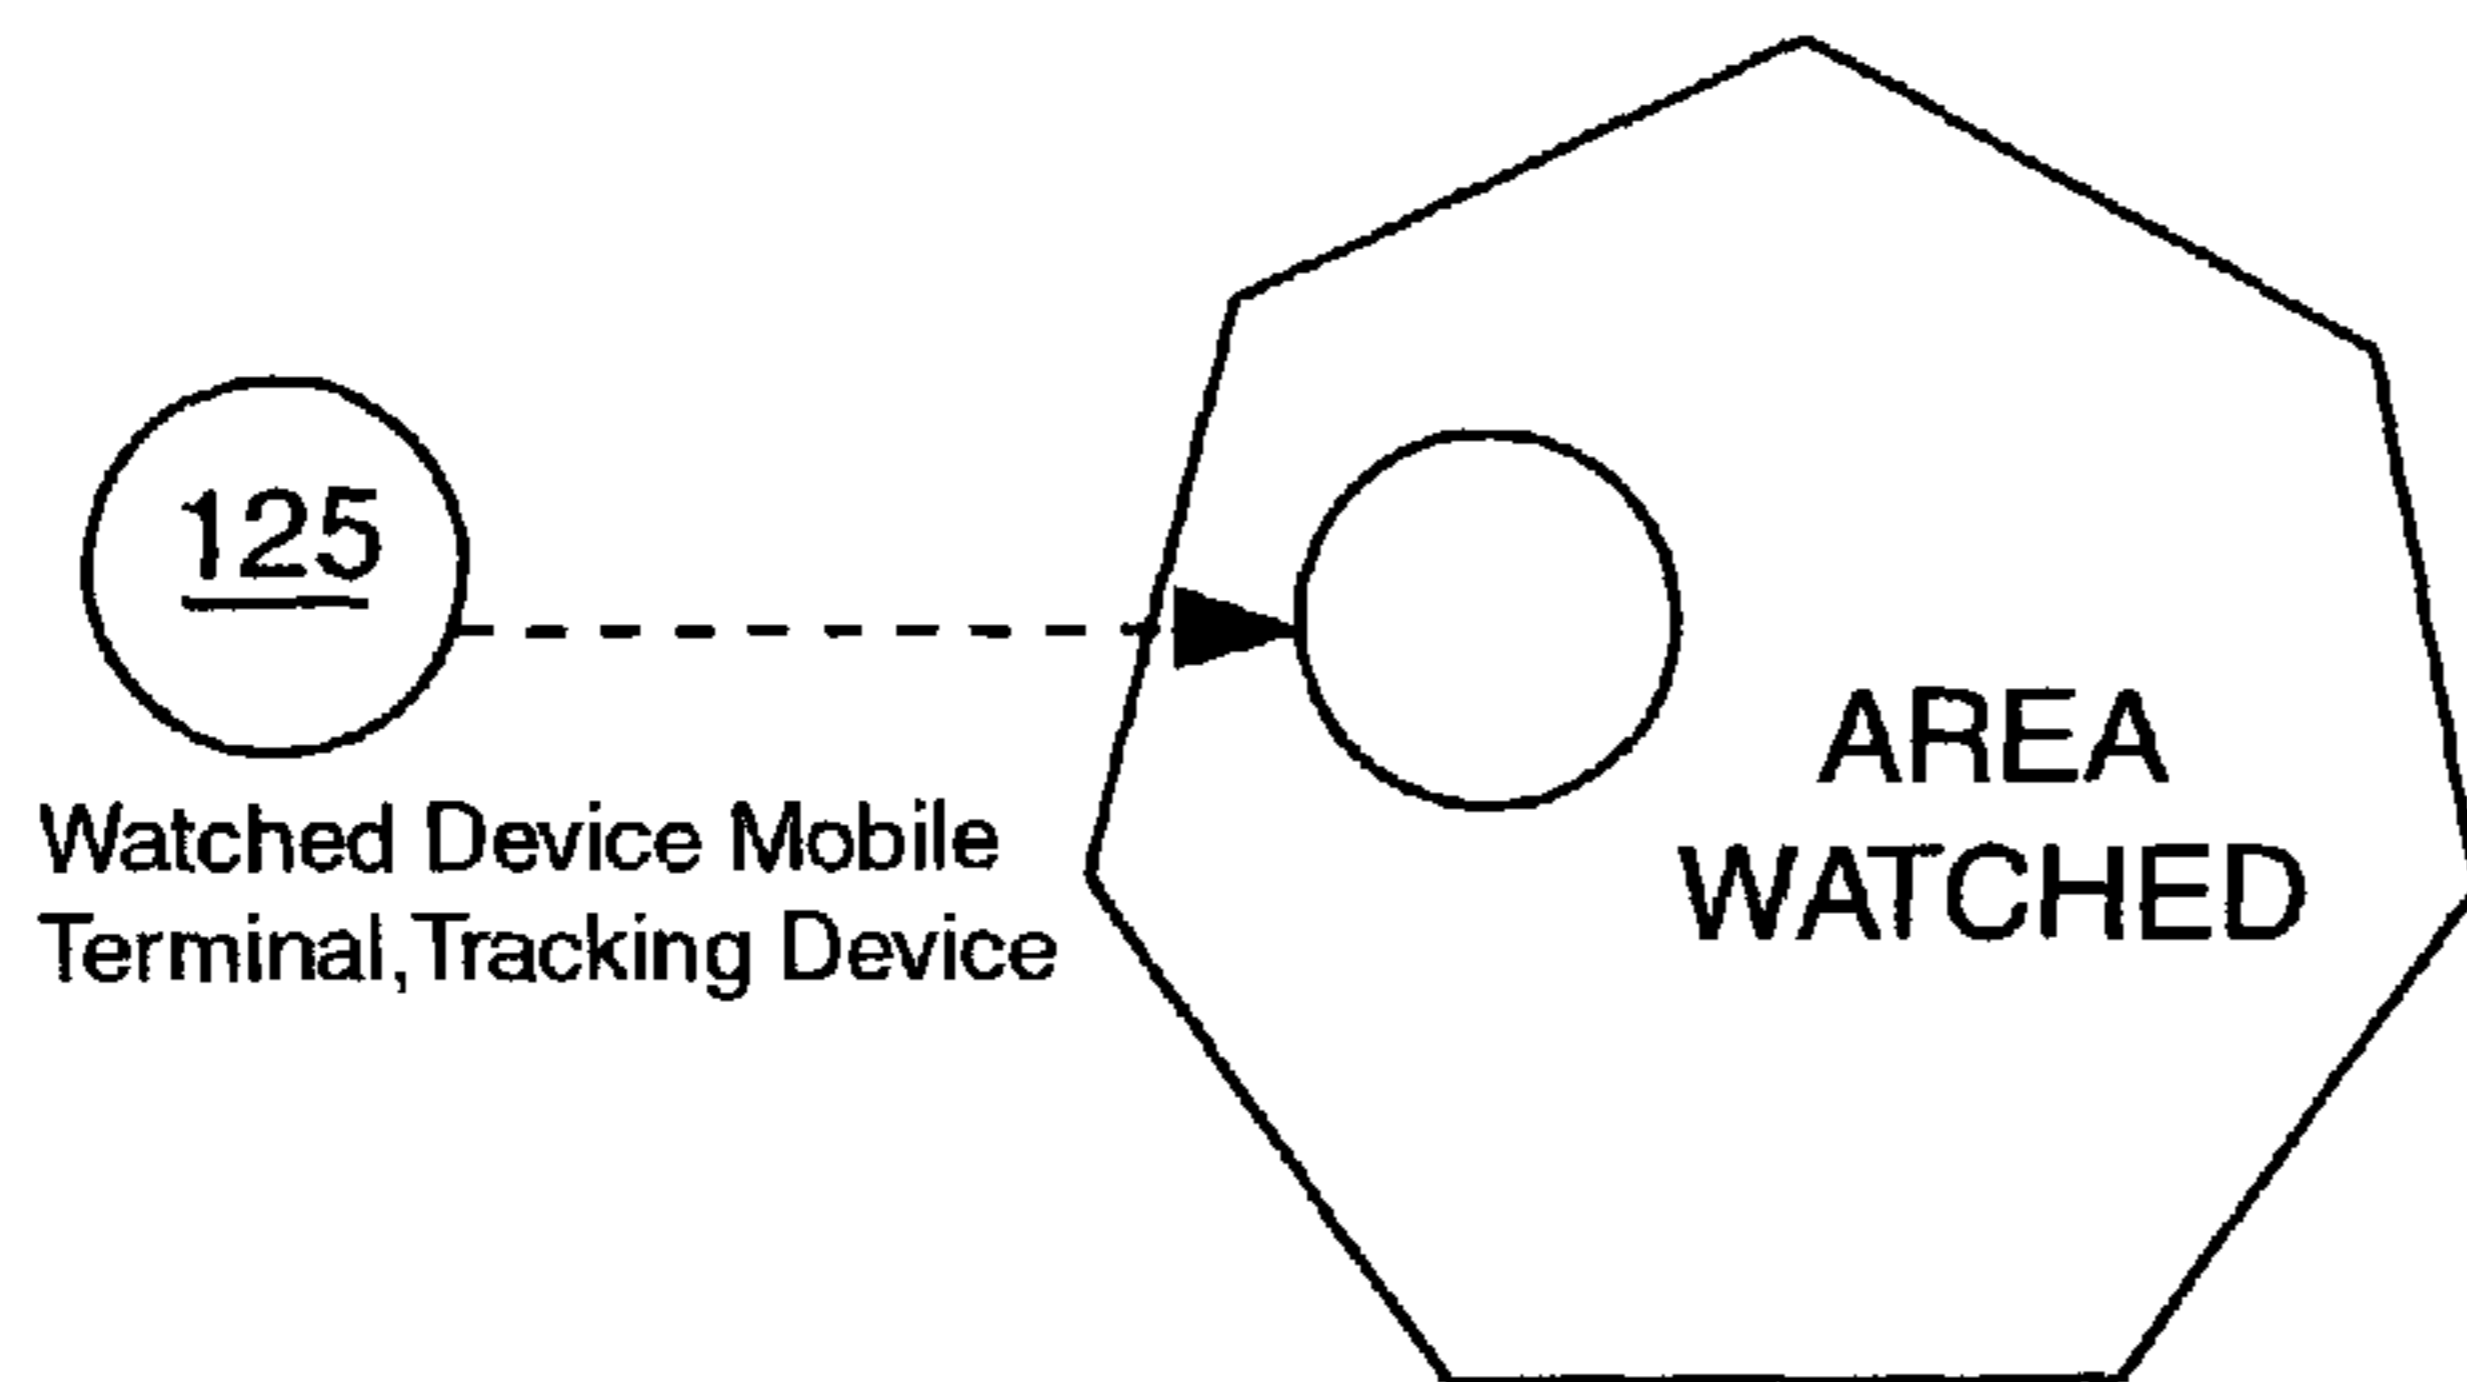 125
Watched Device Mobile
Terminal,Tracking Device
AREA
WATCHED